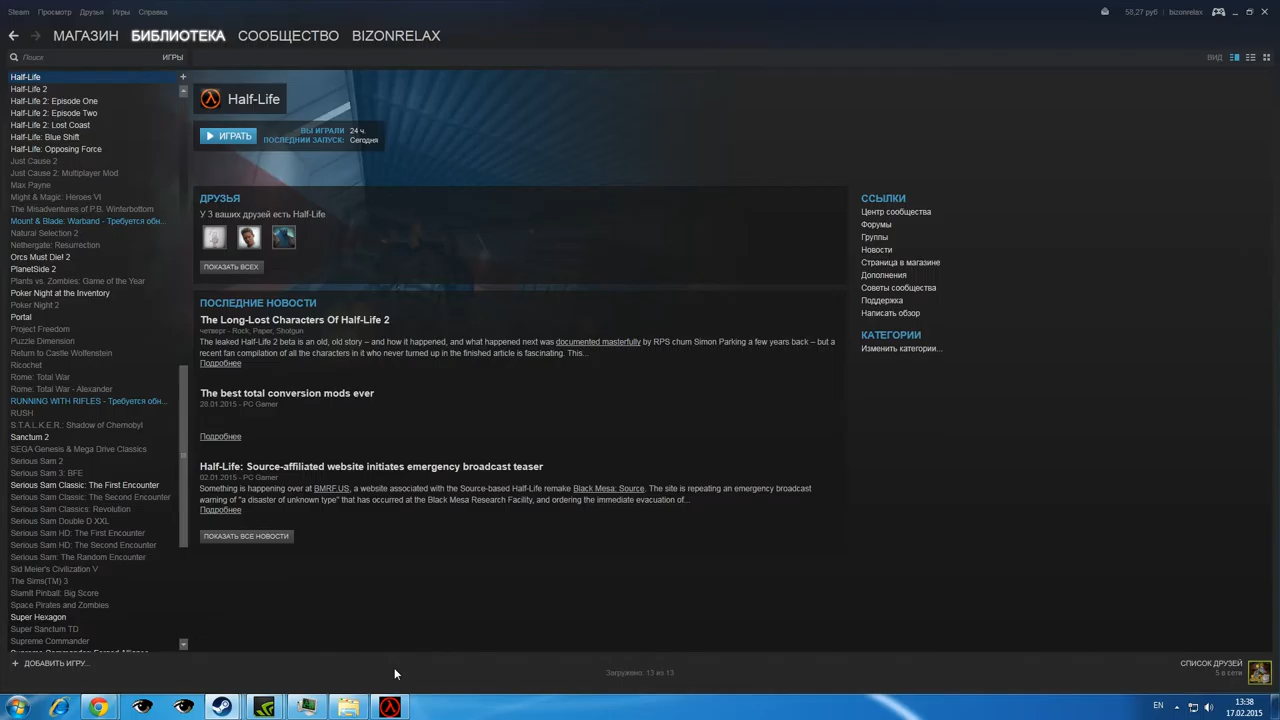 Steam Просмотр Друзья Игры Справка
58,27 руб bizonrelax
МАГАЗИН БИБЛИОТЕКА СООБЩЕСТВО BIZONRELAX
Поиск ИГРЫ ВИД
Half-Life
Half-Life 2
Half-Life 2: Episode One
Half-Life 2: Episode Two
Half-Life 2: Lost Coast
Half-Life: Blue Shift
Half-Life: Opposing Force
Just Cause 2
Just Cause 2: Multiplayer Mod
Max Payne
Might & Magic: Heroes VI
The Misadventures of P.B. Winterbottom
Mount & Blade: Warband - Требуется обн...
Natural Selection 2
Nethergate: Resurrection
Orcs Must Die! 2
PlanetSide 2
Plants vs. Zombies: Game of the Year
Poker Night at the Inventory
Poker Night 2
Portal
Project Freedom
Puzzle Dimension
Return to Castle Wolfenstein
Ricochet
Rome: Total War
Rome: Total War - Alexander
RUNNING WITH RIFLES - Требуется обн...
RUSH
S.T.A.L.K.E.R.: Shadow of Chernobyl
Sanctum 2
SEGA Genesis & Mega Drive Classics
Serious Sam 2
Serious Sam 3: BFE
Serious Sam Classic: The First Encounter
Serious Sam Classic: The Second Encounter
Serious Sam Classics: Revolution
Serious Sam Double D XXL
Serious Sam HD: The First Encounter
Serious Sam HD: The Second Encounter
Serious Sam: The Random Encounter
Sid Meier's Civilization V
The Sims(TM) 3
SlamIt Pinball: Big Score
Space Pirates and Zombies
Super Hexagon
Super Sanctum TD
Supreme Commander
Supreme Commander: Forged Alliance
+ ДОБАВИТЬ ИГРУ...
Half-Life
ИГРАТЬ
ВЫ ИГРАЛИ 24 ч.
ПОСЛЕДНИЙ ЗАПУСК: Сегодня
ДРУЗЬЯ
У 3 ваших друзей есть Half-Life
ПОКАЗАТЬ ВСЕХ
ПОСЛЕДНИЕ НОВОСТИ
The Long-Lost Characters Of Half-Life 2
четверг - Rock, Paper, Shotgun
The leaked Half-Life 2 beta is an old, old story – and how it happened, and what happened next was documented masterfully by RPS chum Simon Parking a few years back – but a
recent fan compilation of all the characters in it who never turned up in the finished article is fascinating. This...
Подробнее
The best total conversion mods ever
28.01.2015 - PC Gamer
Подробнее
Half-Life: Source-affiliated website initiates emergency broadcast teaser
02.01.2015 - PC Gamer
Something is happening over at BMRF.US, a website associated with the Source-based Half-Life remake Black Mesa: Source. The site is repeating an emergency broadcast
warning of "a disaster of unknown type" that has occurred at the Black Mesa Research Facility, and ordering the immediate evacuation of...
Подробнее
ПОКАЗАТЬ ВСЕ НОВОСТИ
ССЫЛКИ
Центр сообщества
Форумы
Группы
Новости
Страница в магазине
Дополнения
Советы сообщества
Поддержка
Написать обзор
КАТЕГОРИИ
Изменить категории...
Загружено: 13 из 13
СПИСОК ДРУЗЕЙ
5 в сети
EN
13:38
17.02.2015